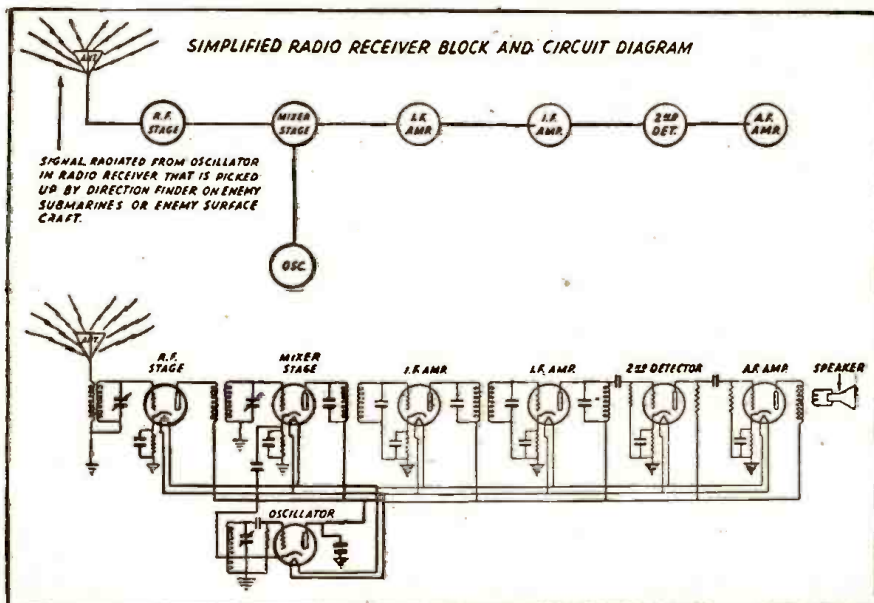 SIMPLIFIED RADIO RECEIVER BLOCK AND CIRCUIT DIAGRAM
ANT.
R.F.
STAGE
MIXER
STAGE
I.F.
AMP.
I.F.
AMP.
2ND
DET.
A.F.
AMP.
SIGNAL RADIATED FROM OSCILLATOR
IN RADIO RECEIVER THAT IS PICKED
UP BY DIRECTION FINDER ON ENEMY
SUBMARINES OR ENEMY SURFACE
CRAFT.
OSC.
ANT.
R.F.
STAGE
MIXER
STAGE
I.F. AMP.
I.F. AMP.
2ND DETECTOR
A.F. AMP.
SPEAKER
OSCILLATOR